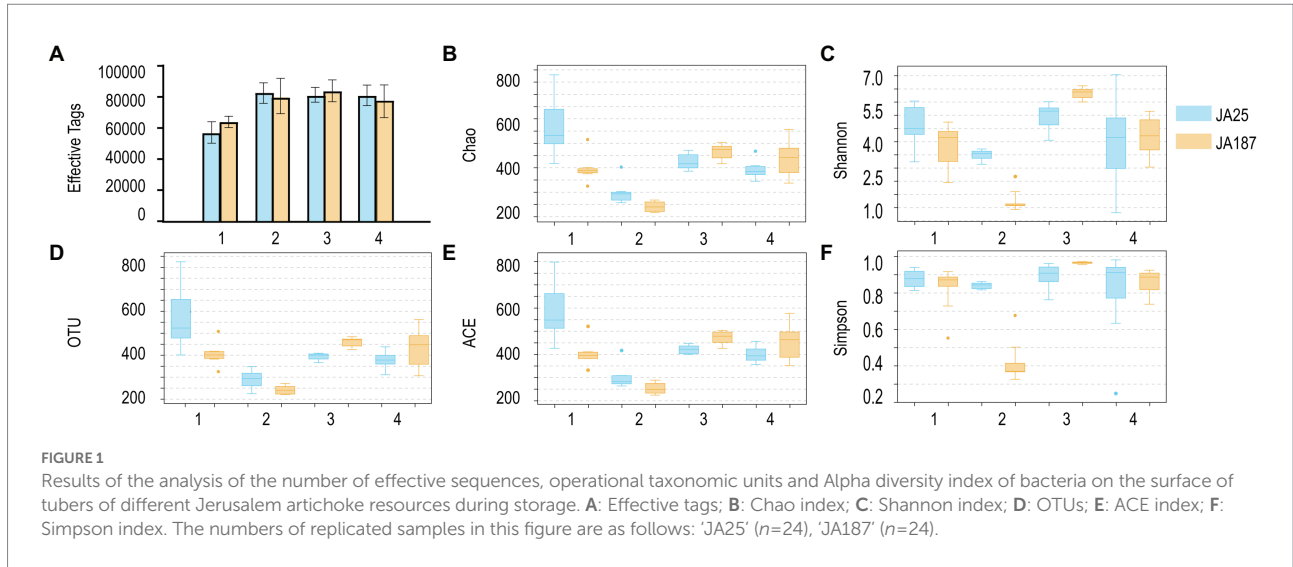 A
Effective Tags
100000
80000
60000
40000
20000
0
1 2 3 4
B
Chao
800
600
400
200
1 2 3 4
C
Shannon
7.0
5.5
4.0
2.5
1.0
1 2 3 4
JA25
JA187
D
OTU
800
600
400
200
1 2 3 4
E
ACE
800
600
400
200
1 2 3 4
F
Simpson
1.0
0.8
0.6
0.4
0.2
1 2 3 4
FIGURE 1
Results of the analysis of the number of effective sequences, operational taxonomic units and Alpha diversity index of bacteria on the surface of
tubers of different Jerusalem artichoke resources during storage. A: Effective tags; B: Chao index; C: Shannon index; D: OTUs; E: ACE index; F:
Simpson index. The numbers of replicated samples in this figure are as follows: ‘JA25’ (n=24), ‘JA187’ (n=24).